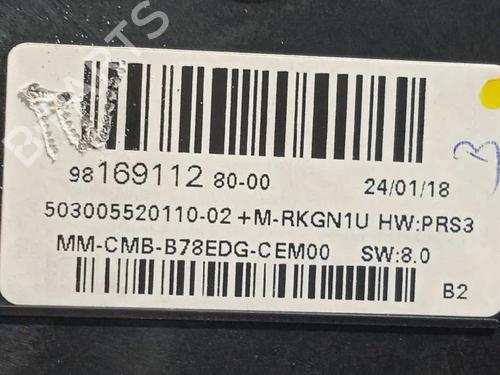 98169112 80-00 24/01/18
503005520110-02 +M-RKGN1U HW:PRS3
MM-CMB-B78EDG-CEM00 SW:8.0
B2
3